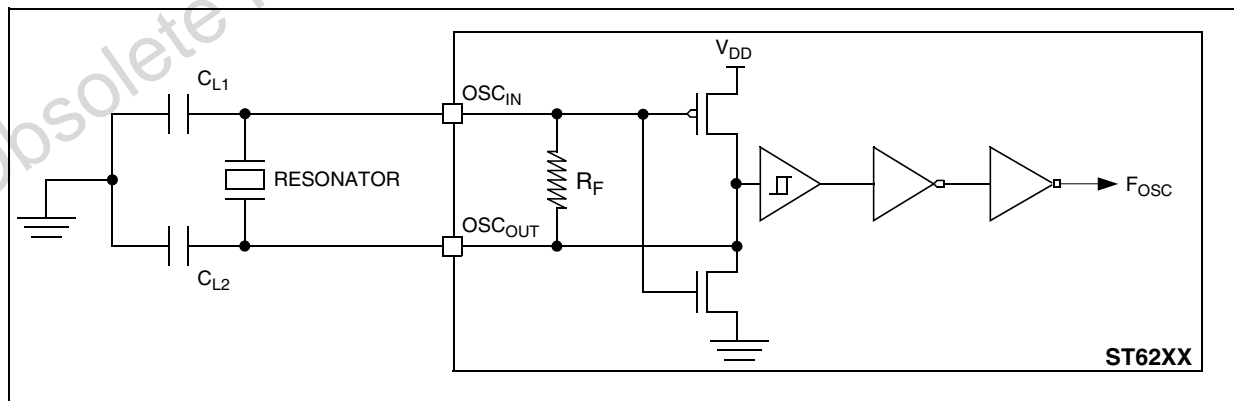 obsolete
V_DD
C_L1
OSC_IN
RESONATOR
R_F
F_OSC
OSC_OUT
C_L2
ST62XX